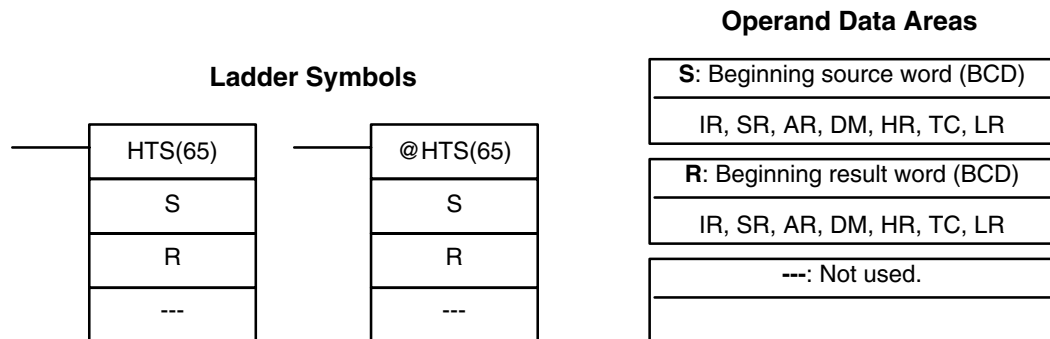 Ladder Symbols
HTS(65)
S
R
---
@HTS(65)
S
R
---
Operand Data Areas
S: Beginning source word (BCD)
IR, SR, AR, DM, HR, TC, LR
R: Beginning result word (BCD)
IR, SR, AR, DM, HR, TC, LR
---: Not used.